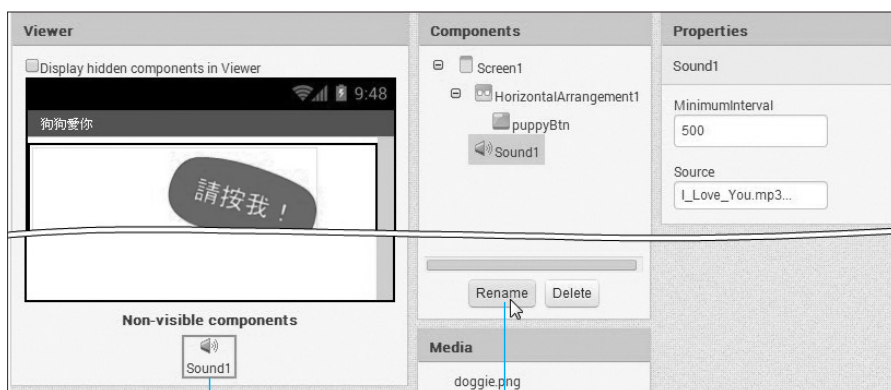 Viewer
Display hidden components in Viewer
9:48
狗狗愛你
請按我！
Non-visible components
Sound1
Components
Screen1
HorizontalArrangement1
puppyBtn
Sound1
Rename
Delete
Media
doggie.png
Properties
Sound1
MinimumInterval
500
Source
I_Love_You.mp3...